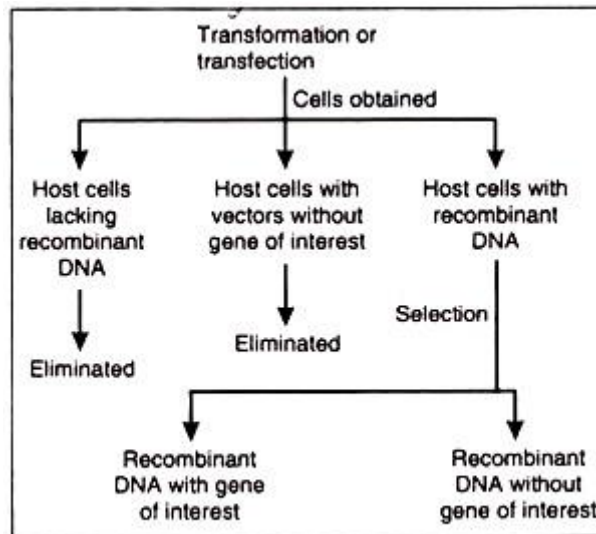 Transformation or
transfection
Cells obtained
Host cells
lacking
recombinant
DNA
Host cells with
vectors without
gene of interest
Host cells with
recombinant
DNA
Selection
Eliminated
Eliminated
Recombinant
DNA with gene
of interest
Recombinant
DNA without
gene of interest